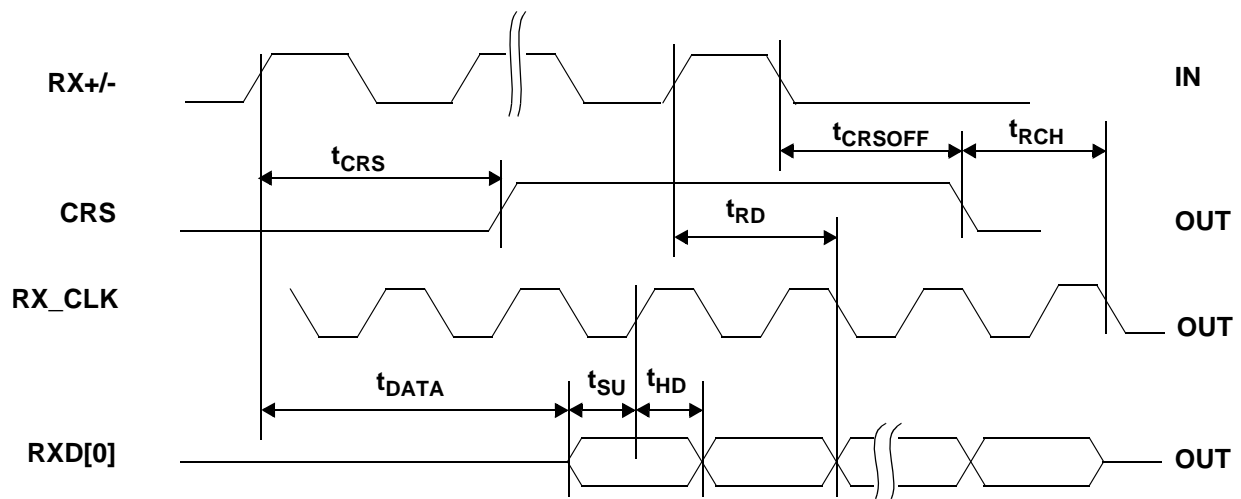 RX+/- IN
tCRSOFF tRCH
tCRS
CRS tRD OUT
RX_CLK OUT
tDATA tSU tHD
RXD[0] OUT